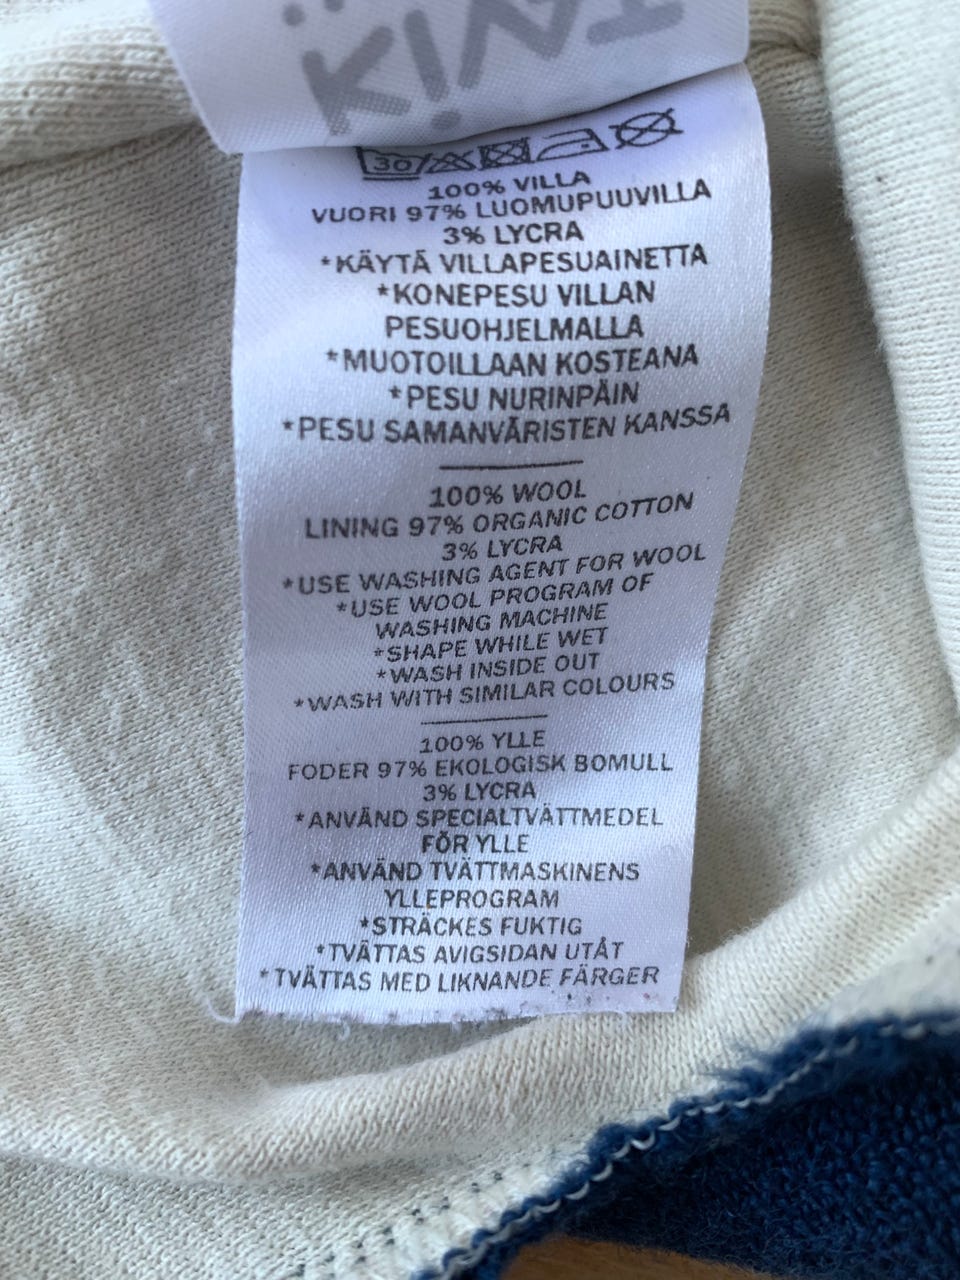 30
100% VILLA
VUORI 97% LUOMUPUUVILLA
3% LYCRA
*KÄYTÄ VILLAPESUAINETTA
*KONEPESU VILLAN
PESUOHJELMALLA
*MUOTOILLAAN KOSTEANA
*PESU NURINPÄIN
*PESU SAMANVÄRISTEN KANSSA
100% WOOL
LINING 97% ORGANIC COTTON
3% LYCRA
*USE WASHING AGENT FOR WOOL
*USE WOOL PROGRAM OF
WASHING MACHINE
*SHAPE WHILE WET
*WASH INSIDE OUT
*WASH WITH SIMILAR COLOURS
100% YLLE
FODER 97% EKOLOGISK BOMULL
3% LYCRA
*ANVÄND SPECIALTVÄTTMEDEL
FÖR YLLE
*ANVÄND TVÄTTMASKINENS
YLLEPROGRAM
*STRÄCKES FUKTIG
*TVÄTTAS AVIGSIDAN UTÅT
*TVÄTTAS MED LIKNANDE FÄRGER